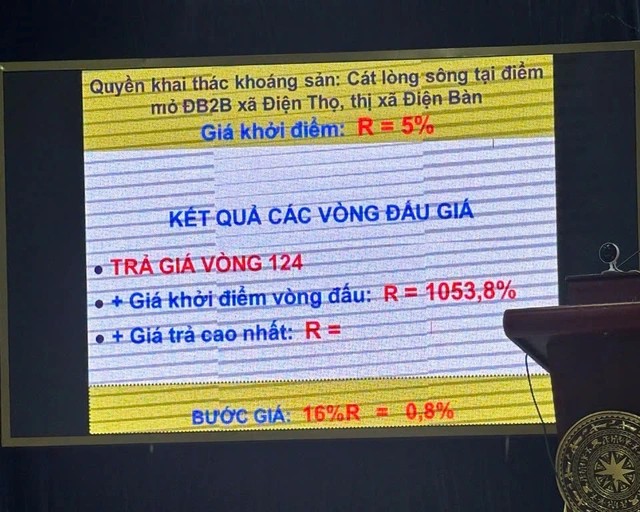 Quyền khai thác khoáng sản: Cát lòng sông tại điểm
mỏ ĐB2B xã Điện Thọ, thị xã Điện Bàn
Giá khởi điểm: R = 5%
KẾT QUẢ CÁC VÒNG ĐẤU GIÁ
• TRẢ GIÁ VÒNG 124
• + Giá khởi điểm vòng đấu: R = 1053,8%
• + Giá trả cao nhất: R =
BƯỚC GIÁ: 16%R = 0,8%